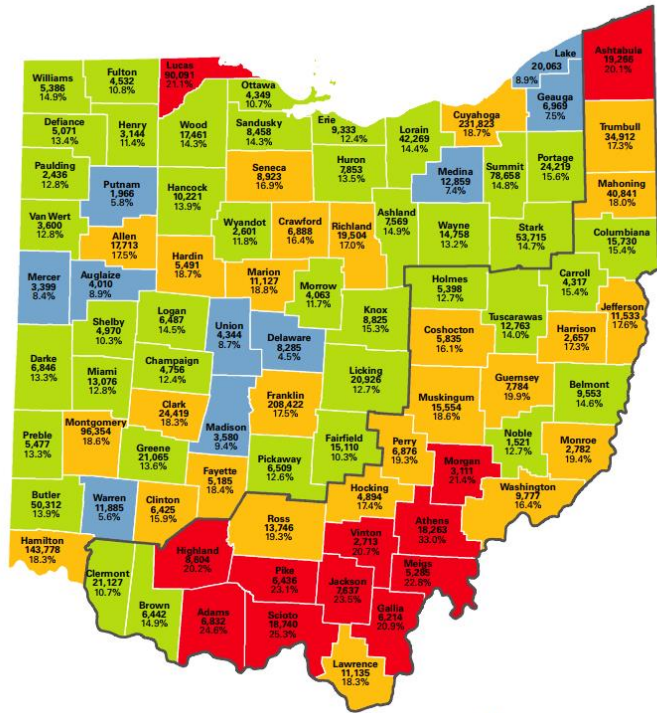 Williams
5,386
14.9%
Fulton
4,532
10.8%
Lucas
90,091
21.1%
Ottawa
4,349
10.7%
Lake
20,063
8.9%
Ashtabula
19,266
20.1%
Geauga
6,969
7.5%
Defiance
5,071
13.4%
Henry
3,144
11.4%
Wood
17,461
14.3%
Sandusky
8,458
14.3%
Erie
9,333
12.4%
Lorain
42,269
14.4%
Cuyahoga
231,823
18.7%
Trumbull
34,912
17.3%
Paulding
2,436
12.8%
Putnam
1,966
5.8%
Hancock
10,221
13.9%
Seneca
8,923
16.9%
Huron
7,853
13.5%
Medina
12,859
7.4%
Summit
78,658
14.8%
Portage
24,219
15.6%
Mahoning
40,841
18.0%
Van Wert
3,600
12.8%
Allen
17,713
17.5%
Wyandot
2,601
11.8%
Crawford
6,888
16.4%
Richland
19,504
17.0%
Ashland
7,569
14.9%
Wayne
14,758
13.2%
Stark
53,715
14.7%
Columbiana
15,730
15.4%
Mercer
3,399
8.4%
Auglaize
4,010
8.9%
Hardin
5,491
18.7%
Marion
11,127
18.8%
Morrow
4,063
11.7%
Knox
8,825
15.3%
Holmes
5,398
12.7%
Carroll
4,317
15.4%
Jefferson
11,533
17.6%
Shelby
4,970
10.3%
Logan
6,487
14.5%
Union
4,344
8.7%
Delaware
8,285
4.5%
Coshocton
5,835
16.1%
Tuscarawas
12,763
14.0%
Harrison
2,657
17.3%
Darke
6,846
13.3%
Miami
13,076
12.8%
Champaign
4,756
12.4%
Licking
20,926
12.7%
Guernsey
7,784
19.9%
Belmont
9,553
14.6%
Clark
24,419
18.3%
Franklin
208,422
17.5%
Muskingum
15,554
18.6%
Preble
5,477
13.3%
Montgomery
96,354
18.6%
Greene
21,065
13.6%
Madison
3,580
9.4%
Pickaway
6,509
12.6%
Fairfield
15,110
10.3%
Perry
6,876
19.3%
Noble
1,521
12.7%
Monroe
2,782
19.4%
Morgan
3,111
21.4%
Butler
50,312
13.9%
Warren
11,885
5.6%
Clinton
6,425
15.9%
Fayette
5,185
18.4%
Hocking
4,894
17.4%
Washington
9,777
16.4%
Hamilton
143,778
18.3%
Ross
13,746
19.3%
Vinton
2,713
20.7%
Athens
18,263
33.0%
Highland
8,604
20.2%
Pike
6,436
23.1%
Jackson
7,637
23.5%
Meigs
5,285
22.8%
Clermont
21,127
10.7%
Brown
6,442
14.9%
Adams
6,832
24.6%
Scioto
18,740
25.3%
Gallia
6,214
20.9%
Lawrence
11,135
18.3%